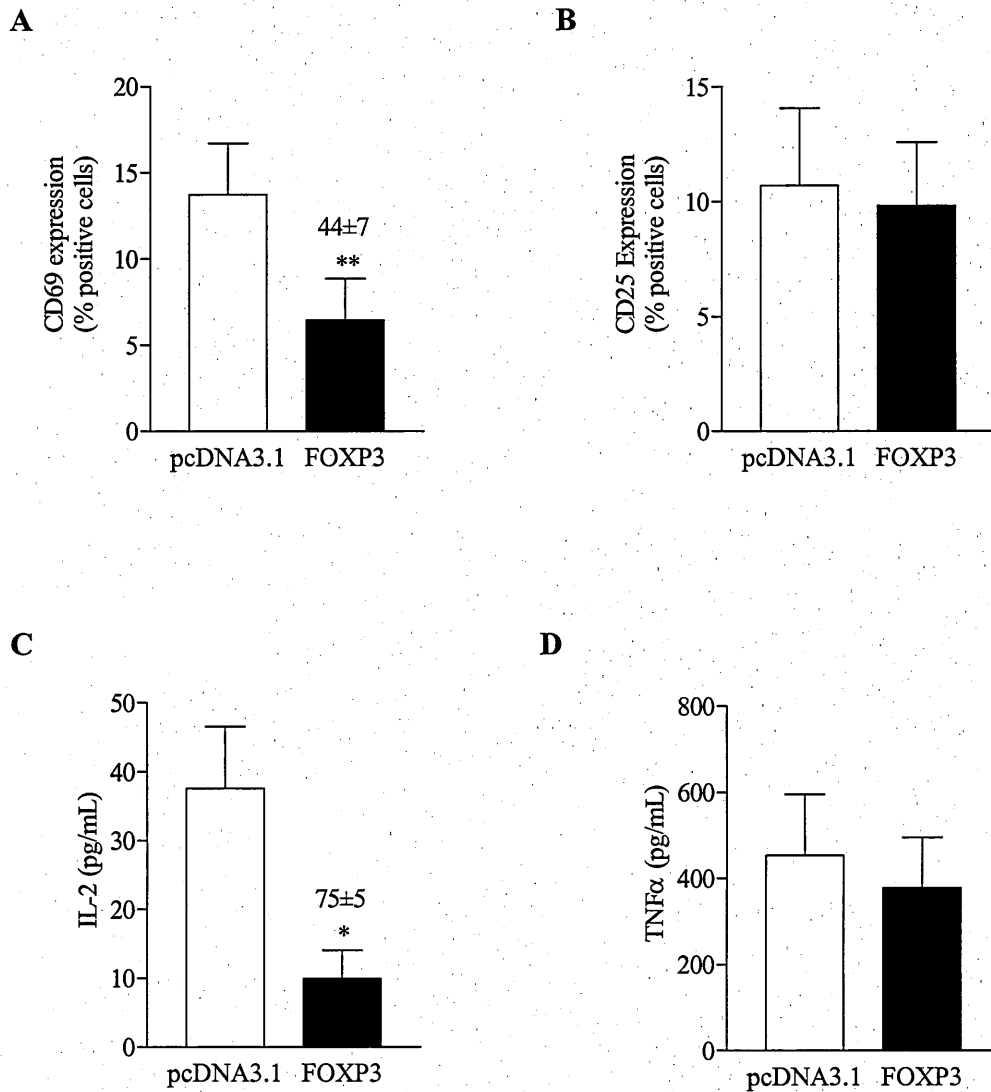 A
CD69 expression
(% positive cells)
20
15
10
5
0
44±7
**
pcDNA3.1 FOXP3
B
CD25 Expression
(% positive cells)
15
10
5
0
pcDNA3.1 FOXP3
C
IL-2 (pg/mL)
50
40
30
20
10
0
75±5
*
pcDNA3.1 FOXP3
D
TNFα (pg/mL)
800
600
400
200
0
pcDNA3.1 FOXP3